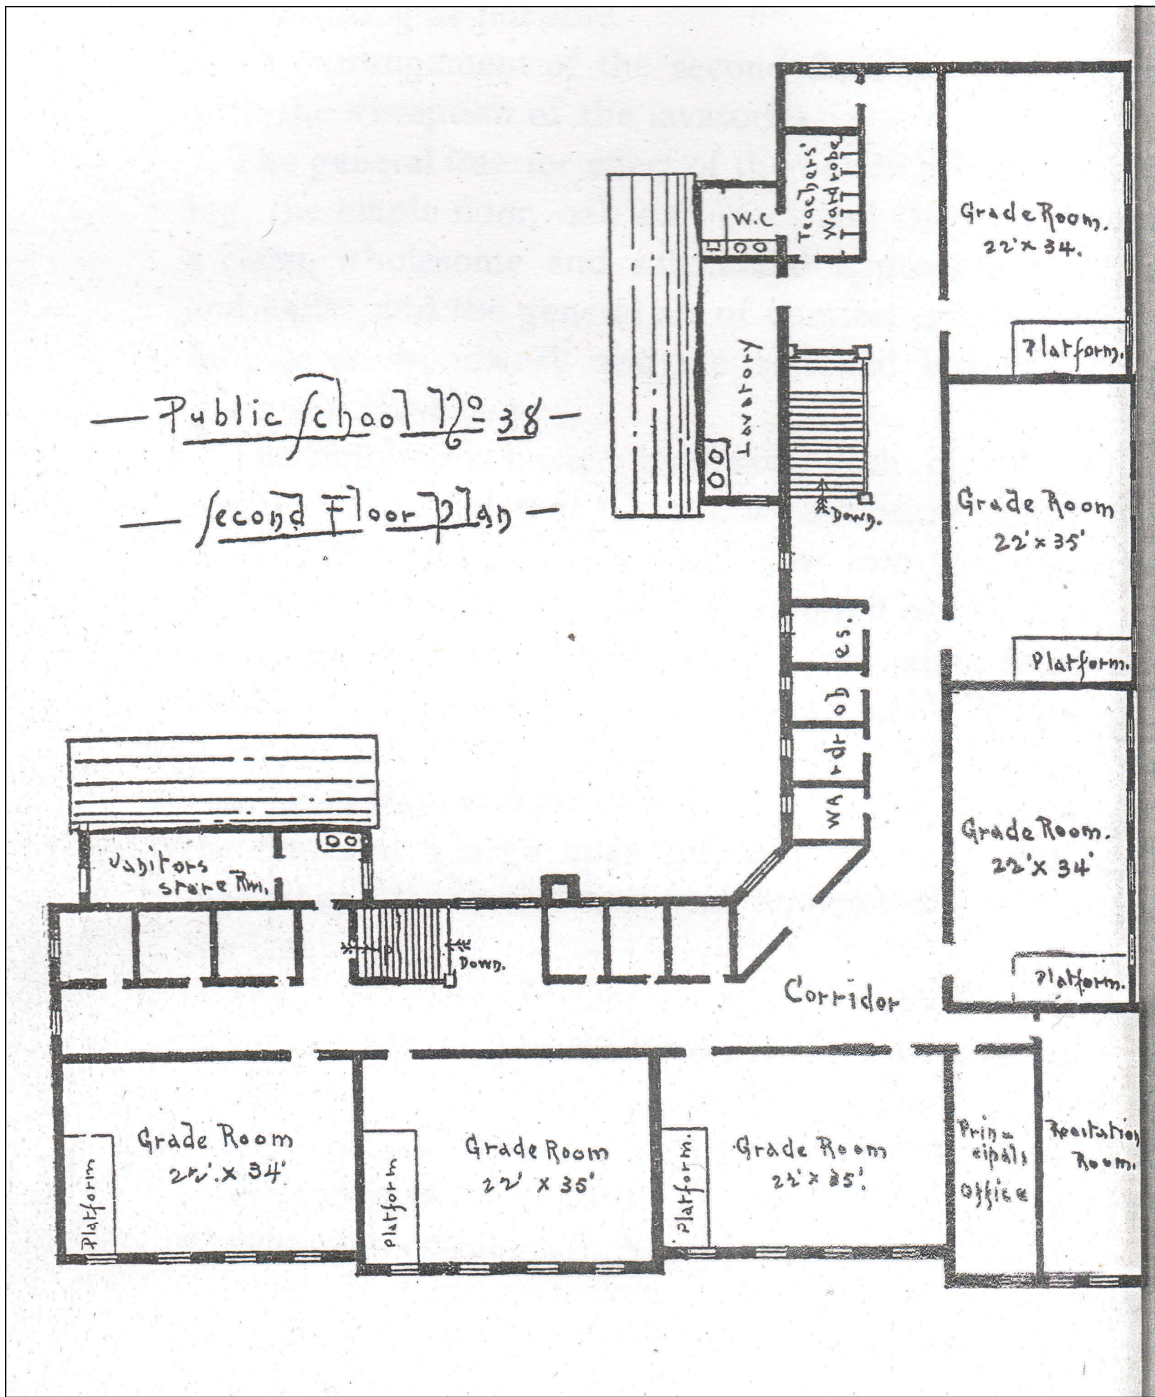 Public School No 38
Second Floor Plan
W.C
Teachers'
Wardrobe
Grade Room.
22' x 34.
Platform.
Lavatory
Down.
Grade Room
22' x 35'
Platform.
Wardrobes.
Grade Room.
22' x 34'
Platform.
Janitors
store Rm.
Down.
Corridor
Grade Room
22' x 34'
Platform
Grade Room
22' x 35'
Platform
Grade Room
22' x 35'
Platform.
Prin=
cipals
Office
Recitation
Room.